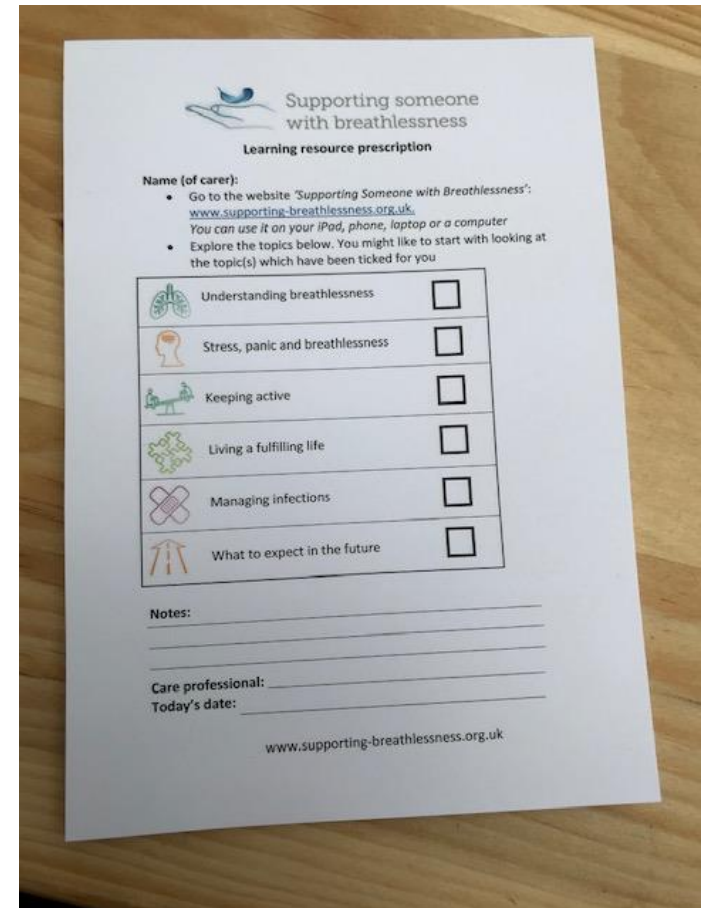 Supporting someone
with breathlessness
Learning resource prescription
Name (of carer):
• Go to the website 'Supporting Someone with Breathlessness':
www.supporting-breathlessness.org.uk.
You can use it on your iPad, phone, laptop or a computer
• Explore the topics below. You might like to start with looking at
the topic(s) which have been ticked for you
Understanding breathlessness
Stress, panic and breathlessness
Keeping active
Living a fulfilling life
Managing infections
What to expect in the future
Notes:
Care professional:
Today's date:
www.supporting-breathlessness.org.uk